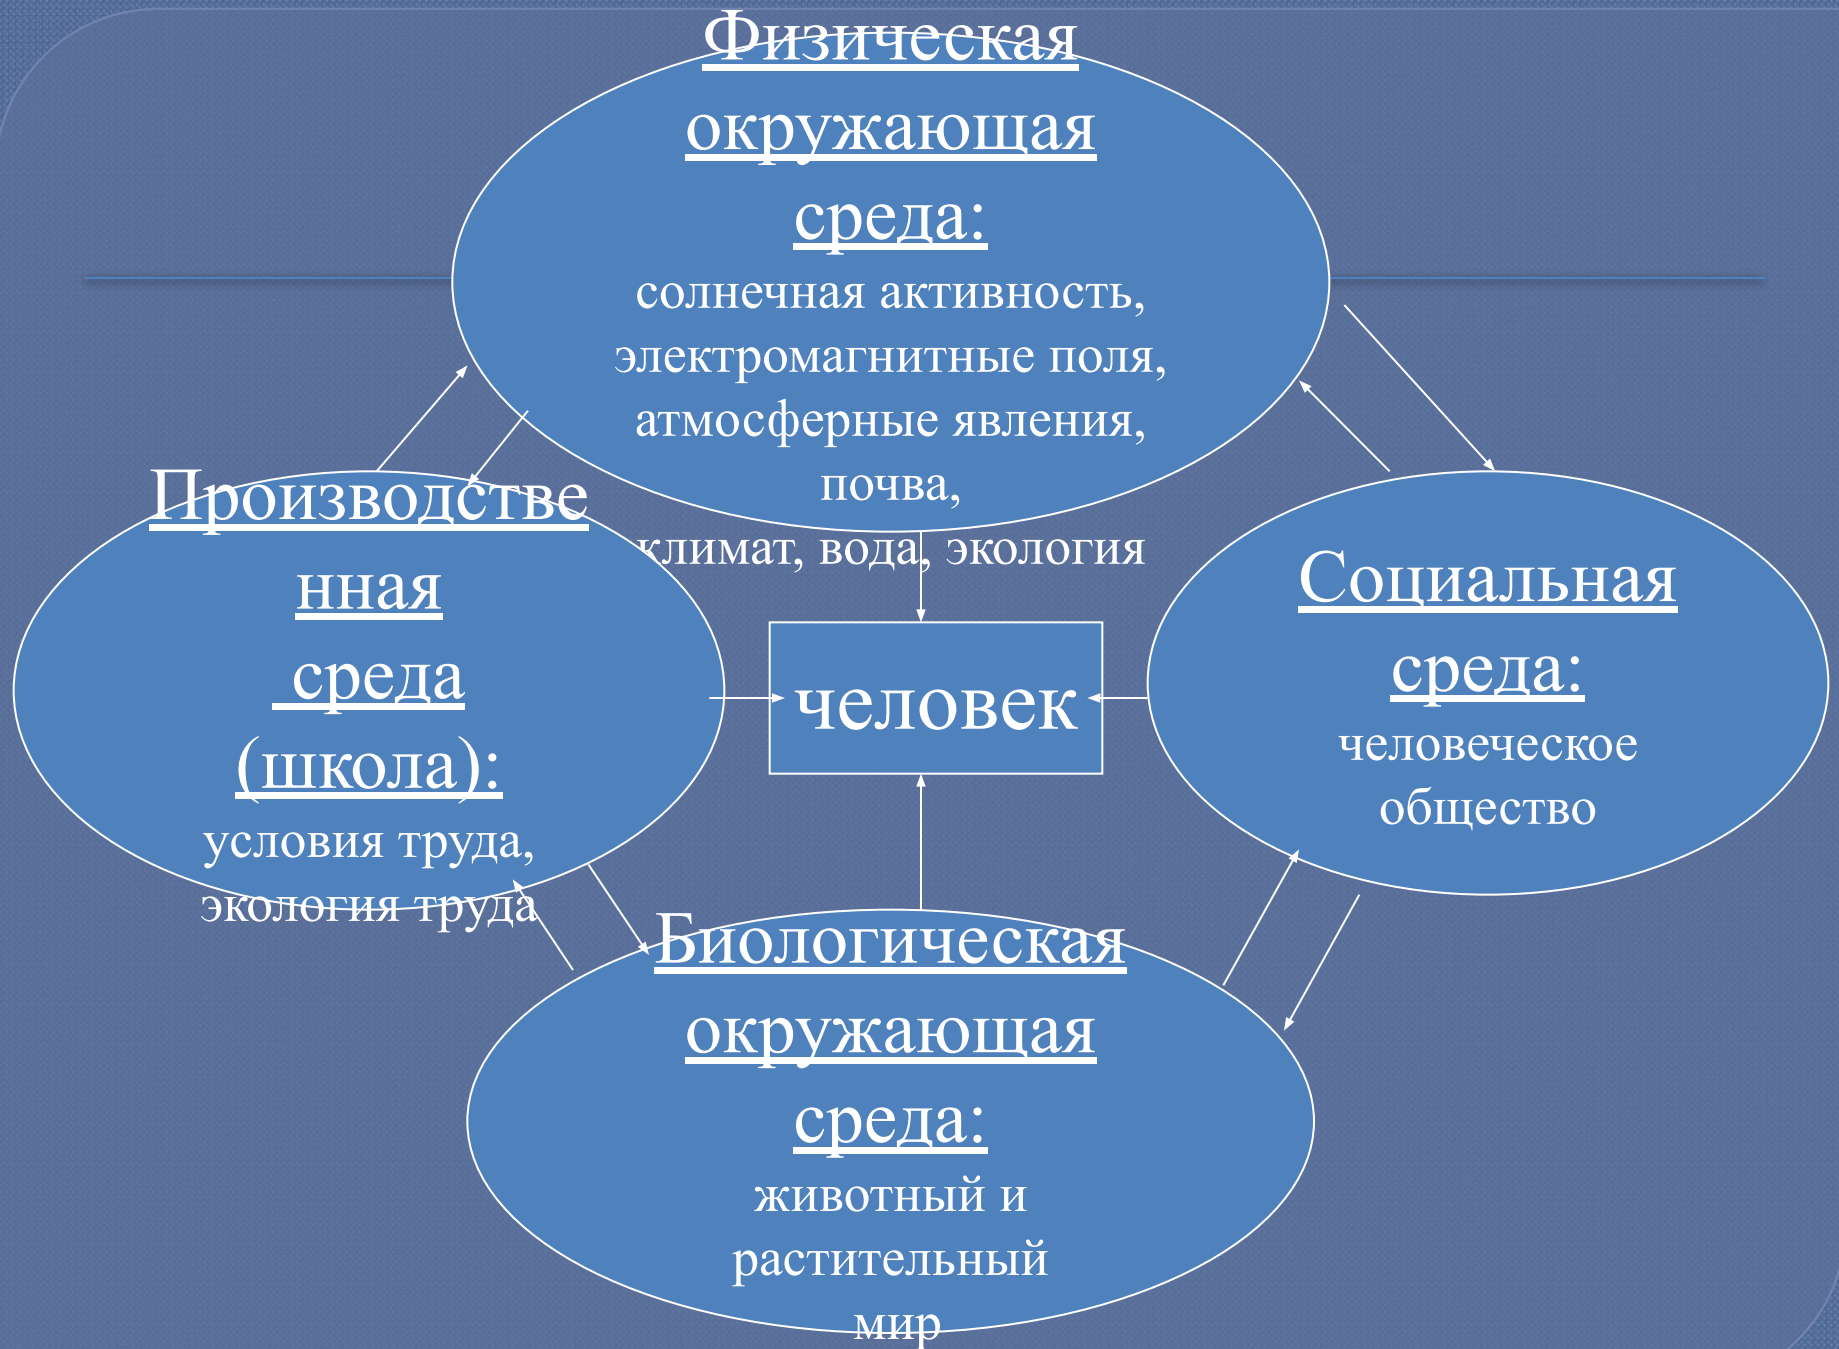 Физическая
окружающая
среда:
солнечная активность,
электромагнитные поля,
атмосферные явления,
почва,
климат, вода, экология
Производстве
нная
среда
(школа):
условия труда,
экология труда
человек
Социальная
среда:
человеческое
общество
Биологическая
окружающая
среда:
животный и
растительный
мир